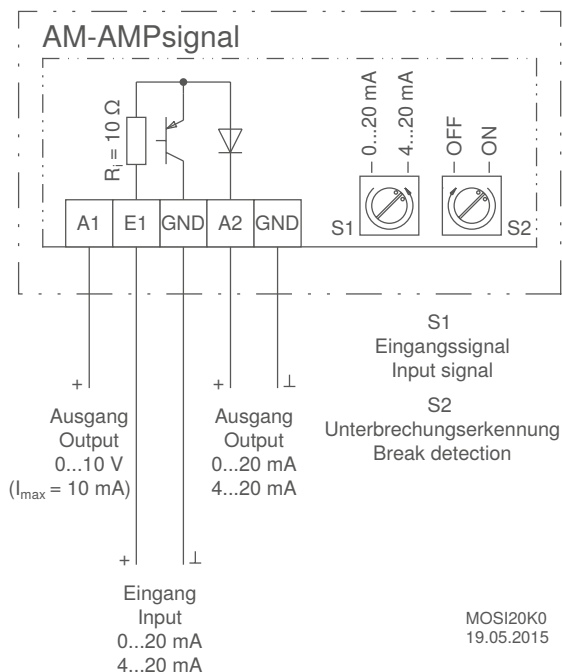 AM-AMPsignal
Ri = 10 Ω
0...20 mA
4...20 mA
OFF
ON
A1 E1 GND A2 GND
S1
S2
S1
Eingangssignal
Input signal
S2
Unterbrechungserkennung
Break detection
+
Ausgang
Output
0...10 V
(Imax = 10 mA)
+ ⊥
Ausgang
Output
0...20 mA
4...20 mA
+ ⊥
Eingang
Input
0...20 mA
4...20 mA
MOSI20K0
19.05.2015